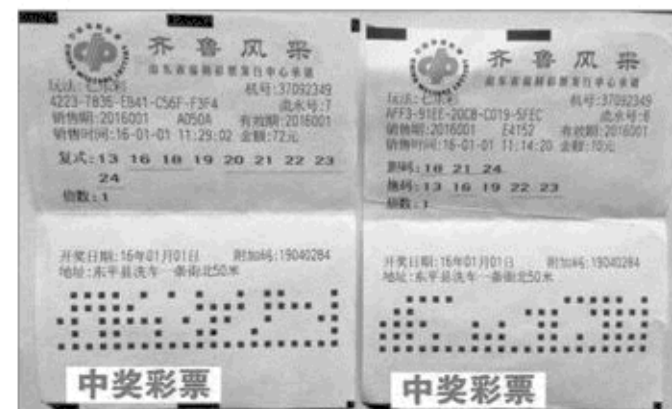 齐鲁风采
山东省福利彩票发行中心承销
玩法:七乐彩 机号:37092349
4223-7836-EB41-C56F-F3F4 流水号:7
销售期:2016001 A050A 有效期:2016001
销售时间:16-01-01 11:29:02 金额:72元
复式:13 16 18 19 20 21 22 23
24
倍数:1
开奖日期:16年01月01日 附加码:19040284
地址:东平县洗车一条街北50米
中奖彩票
齐鲁风采
山东省福利彩票发行中心承销
玩法:七乐彩 机号:37092349
AFF3-91EE-20CB-C019-5FEC 流水号:6
销售期:2016001 E4152 有效期:2016001
销售时间:16-01-01 11:14:20 金额:10元
胆码:18 21 24
拖码:13 16 19 22 23
倍数:1
开奖日期:16年01月01日 附加码:19040284
地址:东平县洗车一条街北50米
中奖彩票